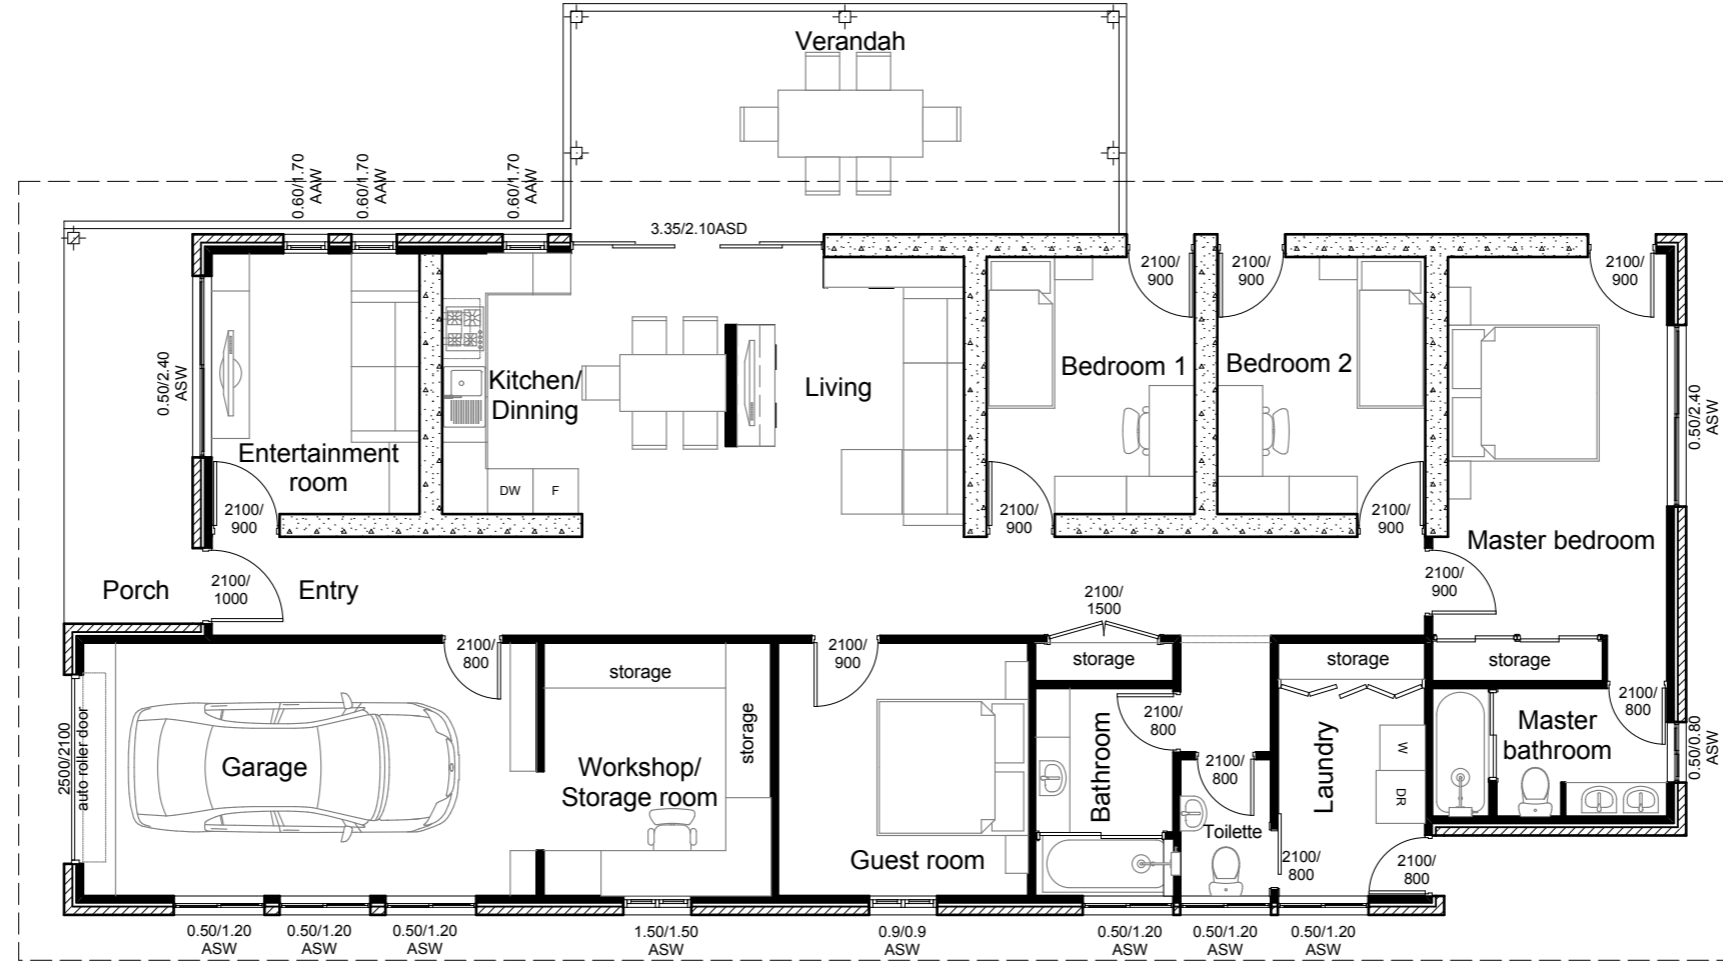 Verandah
0.60/1.70
AAW
0.60/1.70
AAW
0.60/1.70
AAW
3.35/2.10ASD
2100/
900
2100/
900
2100/
900
0.50/2.40
ASW
Kitchen/
Dinning
Living
Bedroom 1
Bedroom 2
0.50/2.40
ASW
Entertainment
room
DW
F
2100/
900
2100/
900
2100/
900
Master bedroom
Porch
2100/
1000
Entry
2100/
1500
2100/
900
2100/
800
storage
2100/
900
storage
storage
storage
storage
2100/
800
2100/
800
Master
bathroom
0.50/0.80
ASW
2500/2100
auto roller door
Garage
Workshop/
Storage room
Bathroom
2100/
800
Laundry
W
DR
Toilette
Guest room
2100/
800
2100/
800
0.50/1.20
ASW
0.50/1.20
ASW
0.50/1.20
ASW
1.50/1.50
ASW
0.9/0.9
ASW
0.50/1.20
ASW
0.50/1.20
ASW
0.50/1.20
ASW